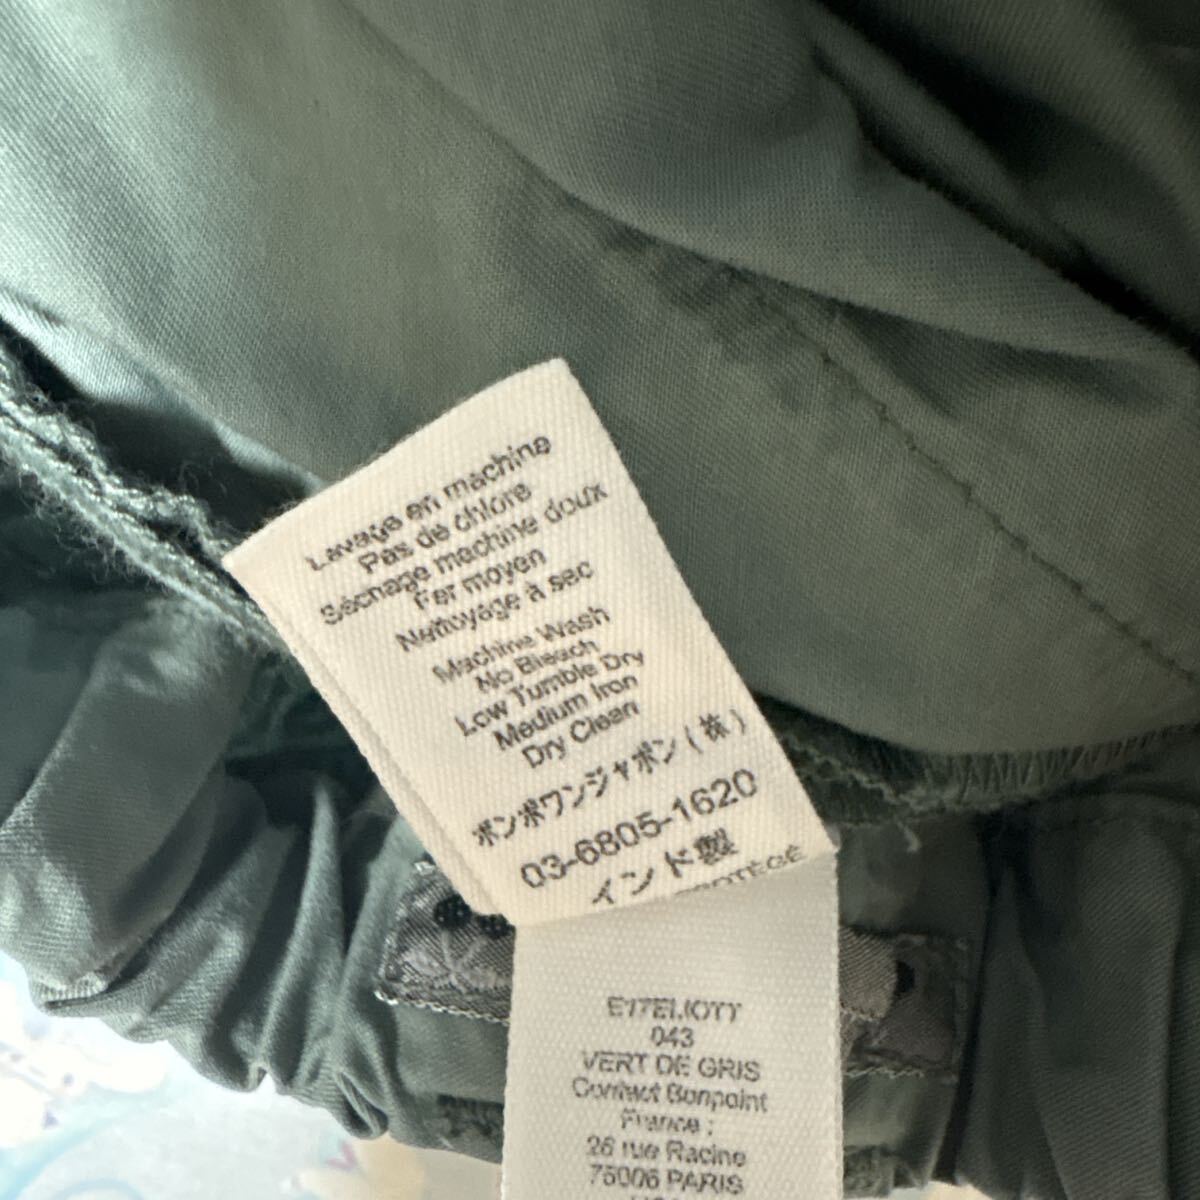 Lavage en machine
Pas de chlore
Séchage machine doux
Fer moyen
Nettoyage à sec
Machine Wash
No Bleach
Low Tumble Dry
Medium Iron
Dry Clean
ボンポワンジャポン(株)
03-6805-1620
インド製
PROTÉGÉ
E17ELIOTT
043
VERT DE GRIS
Contact Bonpoint
France :
26 rue Racine
75006 PARIS